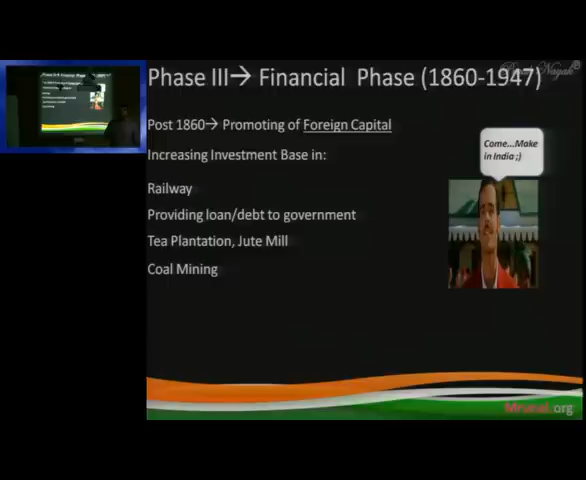 Phase III→ Financial Phase (1860-1947)
Post 1860→ Promoting of Foreign Capital
Increasing Investment Base in:
Come...Make
in India ;)
Railway
Providing loan/debt to government
Tea Plantation, Jute Mill
Coal Mining
Mrunal.org